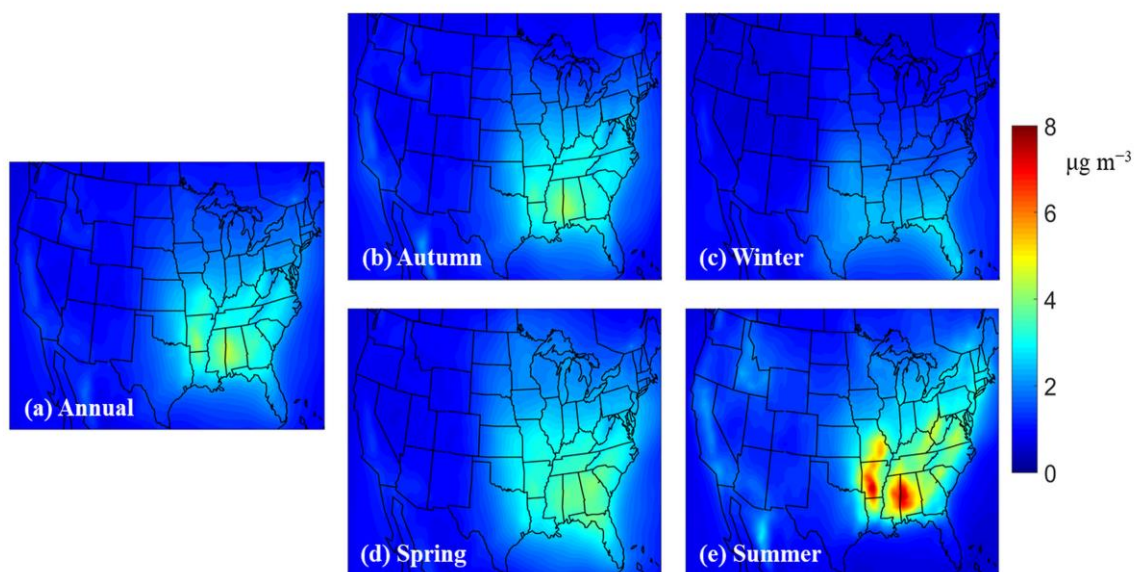 (a) Annual
(b) Autumn
(c) Winter
(d) Spring
(e) Summer
8
μg m⁻³
6
4
2
0